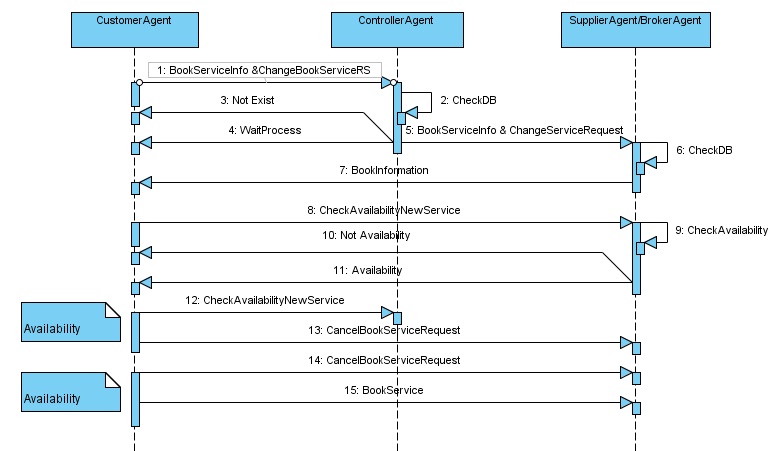 CustomerAgent
ControllerAgent
SupplierAgent/BrokerAgent
1: BookServiceInfo &ChangeBookServiceRS
2: CheckDB
3: Not Exist
4: WaitProcess
5: BookServiceInfo & ChangeServiceRequest
6: CheckDB
7: BookInformation
8: CheckAvailabilityNewService
9: CheckAvailability
10: Not Availability
11: Availability
12: CheckAvailabilityNewService
Availability
13: CancelBookServiceRequest
14: CancelBookServiceRequest
15: BookService
Availability